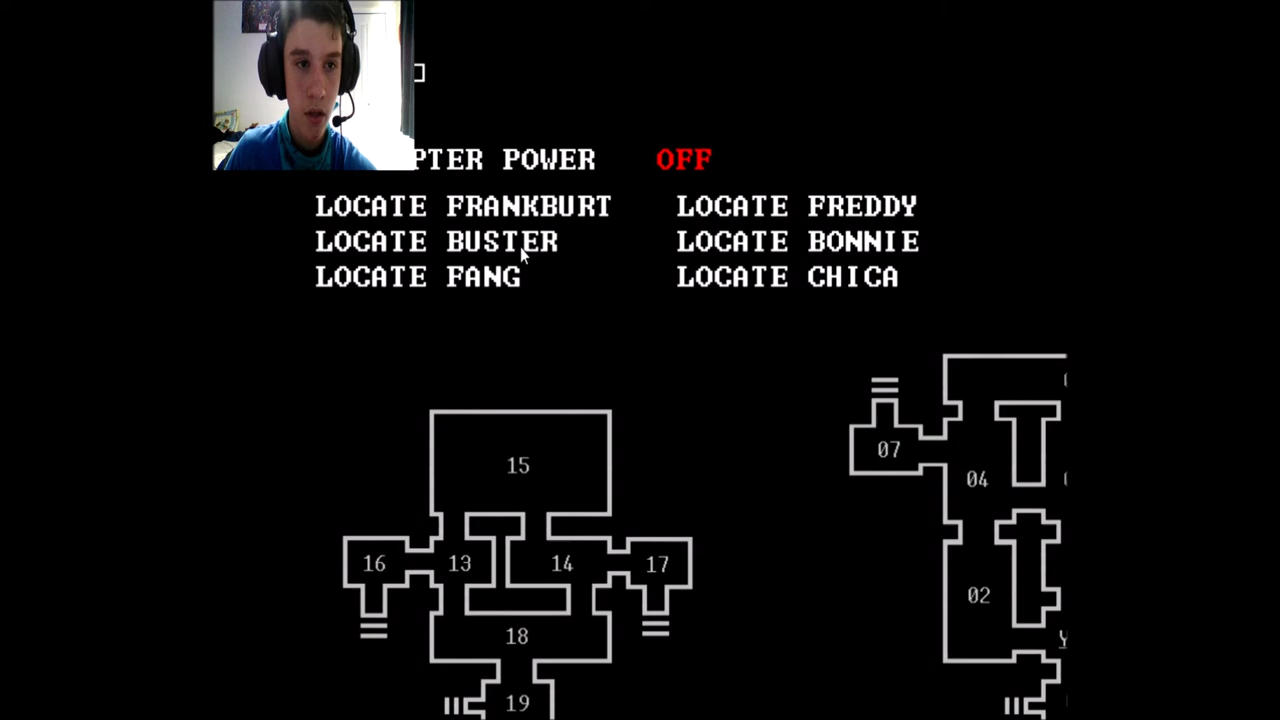 POWER OFF
LOCATE FRANKBURT LOCATE FREDDY
LOCATE BUSTER LOCATE BONNIE
LOCATE FANG LOCATE CHICA
07
15
04
16 13 14 17
02
18
19